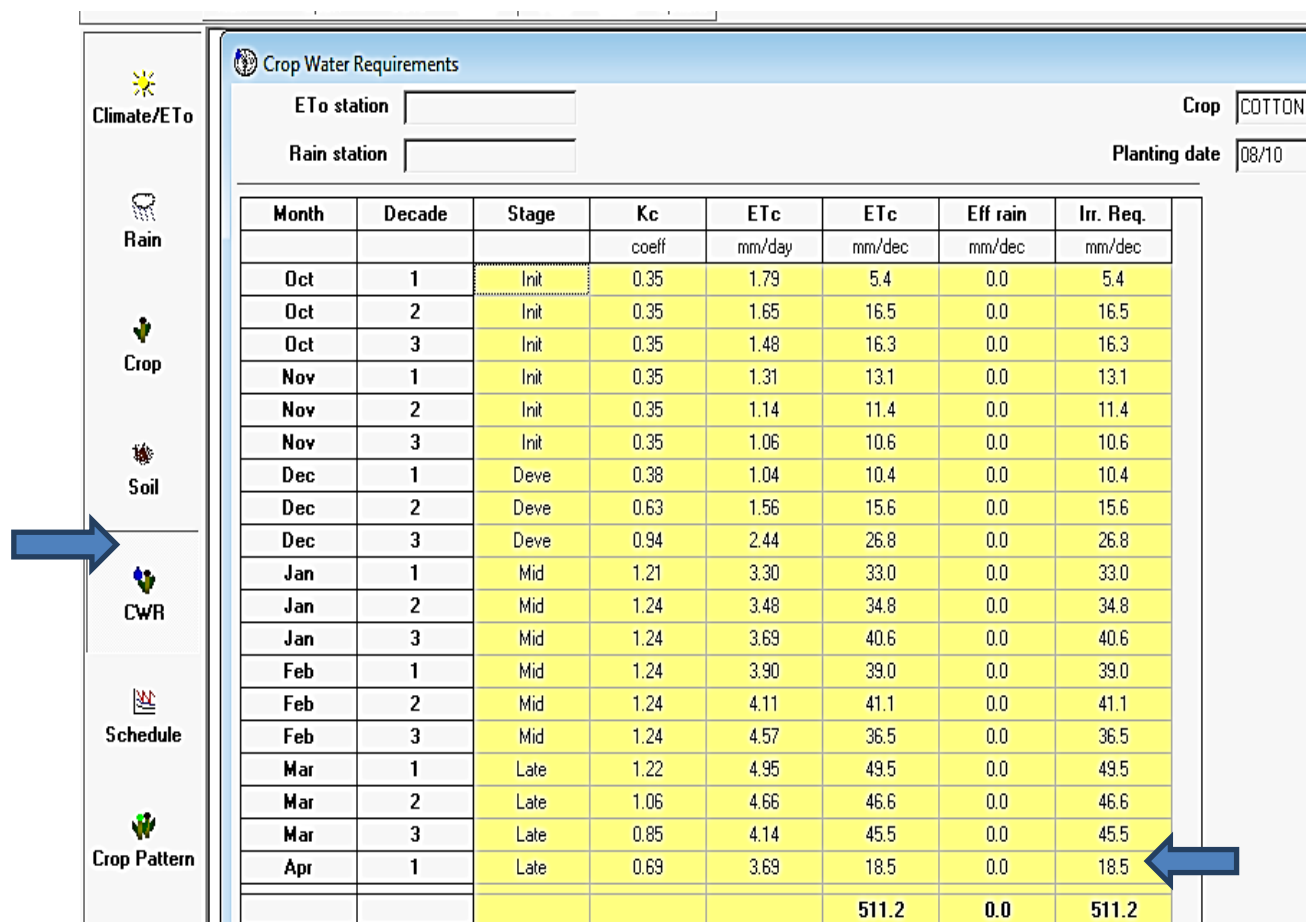 Crop Water Requirements
ETo station
Crop COTTON
Rain station
Planting date 08/10
Climate/ETo
Rain
Crop
Soil
CWR
Schedule
Crop Pattern
Month Decade Stage Kc ETc ETc Eff rain Irr. Req.
coeff mm/day mm/dec mm/dec mm/dec
Oct 1 Init 0.35 1.79 5.4 0.0 5.4
Oct 2 Init 0.35 1.65 16.5 0.0 16.5
Oct 3 Init 0.35 1.48 16.3 0.0 16.3
Nov 1 Init 0.35 1.31 13.1 0.0 13.1
Nov 2 Init 0.35 1.14 11.4 0.0 11.4
Nov 3 Init 0.35 1.06 10.6 0.0 10.6
Dec 1 Deve 0.38 1.04 10.4 0.0 10.4
Dec 2 Deve 0.63 1.56 15.6 0.0 15.6
Dec 3 Deve 0.94 2.44 26.8 0.0 26.8
Jan 1 Mid 1.21 3.30 33.0 0.0 33.0
Jan 2 Mid 1.24 3.48 34.8 0.0 34.8
Jan 3 Mid 1.24 3.69 40.6 0.0 40.6
Feb 1 Mid 1.24 3.90 39.0 0.0 39.0
Feb 2 Mid 1.24 4.11 41.1 0.0 41.1
Feb 3 Mid 1.24 4.57 36.5 0.0 36.5
Mar 1 Late 1.22 4.95 49.5 0.0 49.5
Mar 2 Late 1.06 4.66 46.6 0.0 46.6
Mar 3 Late 0.85 4.14 45.5 0.0 45.5
Apr 1 Late 0.69 3.69 18.5 0.0 18.5
511.2 0.0 511.2